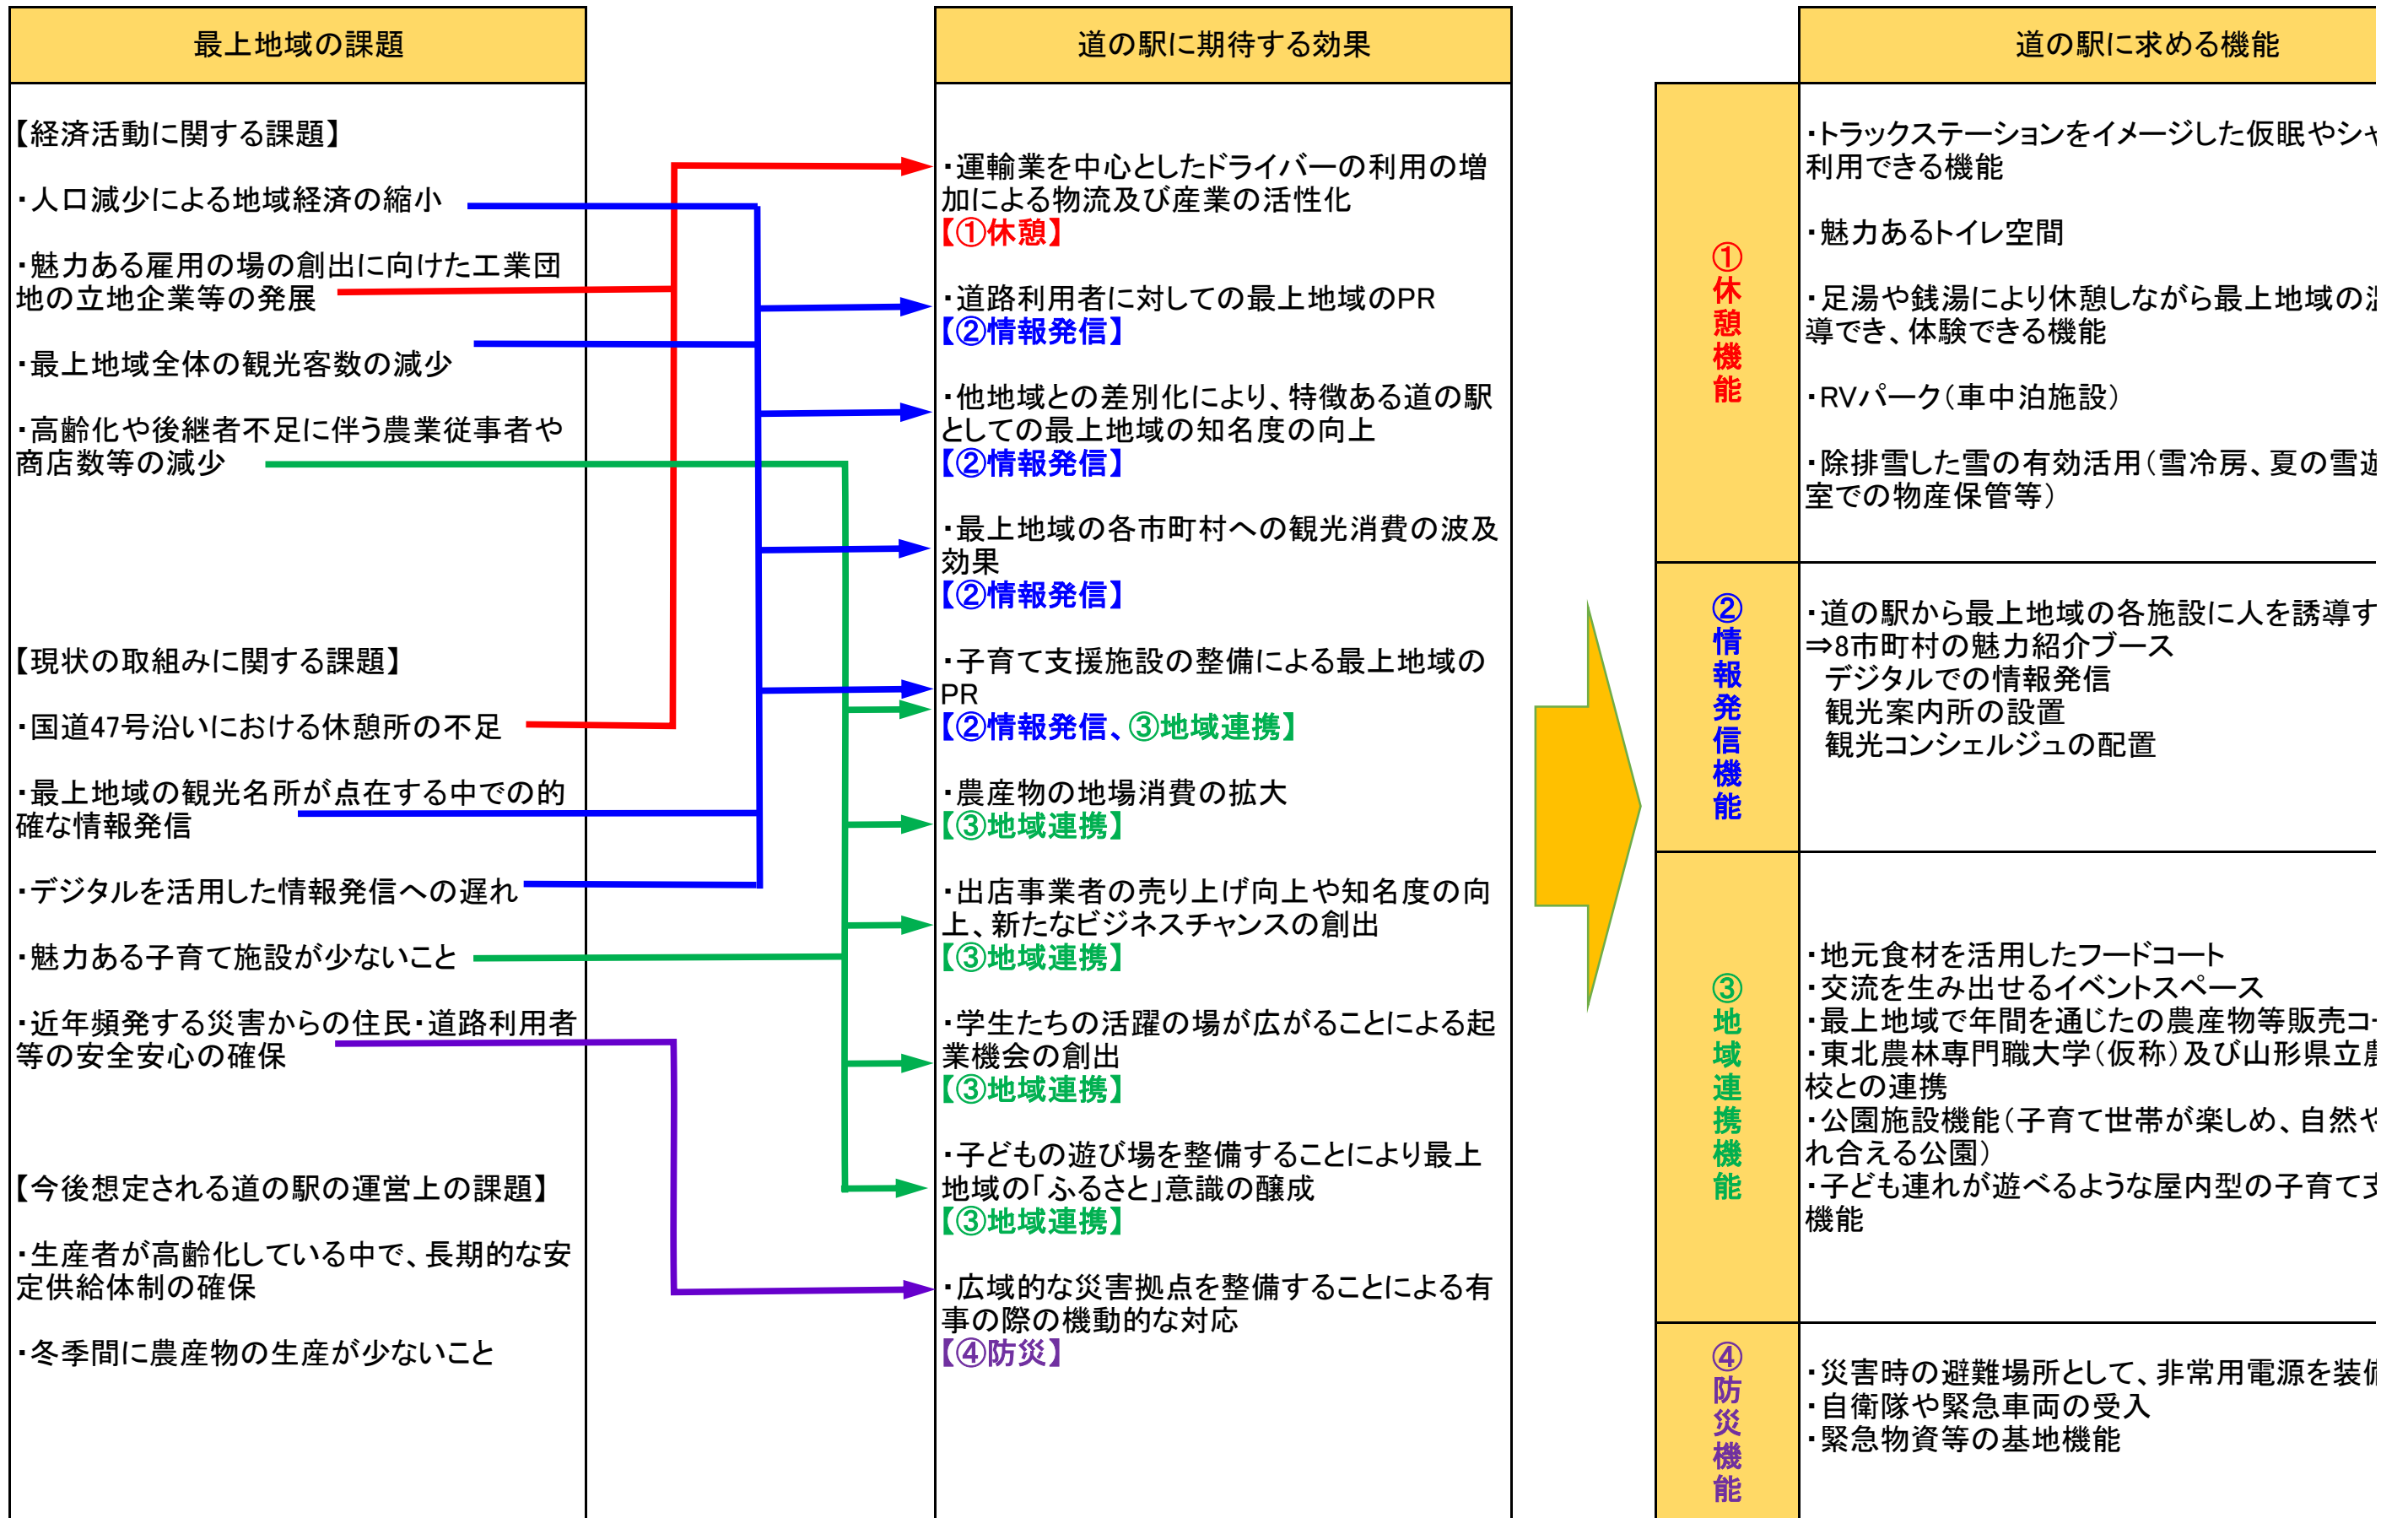 最上地域の課題
【経済活動に関する課題】
・人口減少による地域経済の縮小
・魅力ある雇用の場の創出に向けた工業団
地の立地企業等の発展
・最上地域全体の観光客数の減少
・高齢化や後継者不足に伴う農業従事者や
商店数等の減少
【現状の取組みに関する課題】
・国道47号沿いにおける休憩所の不足
・最上地域の観光名所が点在する中での的
確な情報発信
・デジタルを活用した情報発信への遅れ
・魅力ある子育て施設が少ないこと
・近年頻発する災害からの住民・道路利用者
等の安全安心の確保
【今後想定される道の駅の運営上の課題】
・生産者が高齢化している中で、長期的な安
定供給体制の確保
・冬季間に農産物の生産が少ないこと
道の駅に期待する効果
・運輸業を中心としたドライバーの利用の増
加による物流及び産業の活性化
【①休憩】
・道路利用者に対しての最上地域のPR
【②情報発信】
・他地域との差別化により、特徴ある道の駅
としての最上地域の知名度の向上
【②情報発信】
・最上地域の各市町村への観光消費の波及
効果
【②情報発信】
・子育て支援施設の整備による最上地域の
PR
【②情報発信、③地域連携】
・農産物の地場消費の拡大
【③地域連携】
・出店事業者の売り上げ向上や知名度の向
上、新たなビジネスチャンスの創出
【③地域連携】
・学生たちの活躍の場が広がることによる起
業機会の創出
【③地域連携】
・子どもの遊び場を整備することにより最上
地域の「ふるさと」意識の醸成
【③地域連携】
・広域的な災害拠点を整備することによる有
事の際の機動的な対応
【④防災】
道の駅に求める機能
①休憩機能
・トラックステーションをイメージした仮眠やシャ
利用できる機能
・魅力あるトイレ空間
・足湯や銭湯により休憩しながら最上地域の
導でき、体験できる機能
・RVパーク（車中泊施設）
・除排雪した雪の有効活用（雪冷房、夏の雪遊
室での物産保管等）
②情報発信機能
・道の駅から最上地域の各施設に人を誘導す
⇒8市町村の魅力紹介ブース
デジタルでの情報発信
観光案内所の設置
観光コンシェルジュの配置
③地域連携機能
・地元食材を活用したフードコート
・交流を生み出せるイベントスペース
・最上地域で年間を通じたの農産物等販売コー
・東北農林専門職大学（仮称）及び山形県立農
校との連携
・公園施設機能（子育て世帯が楽しめ、自然や
れ合える公園）
・子ども連れが遊べるような屋内型の子育て支
機能
④防災機能
・災害時の避難場所として、非常用電源を装備
・自衛隊や緊急車両の受入
・緊急物資等の基地機能